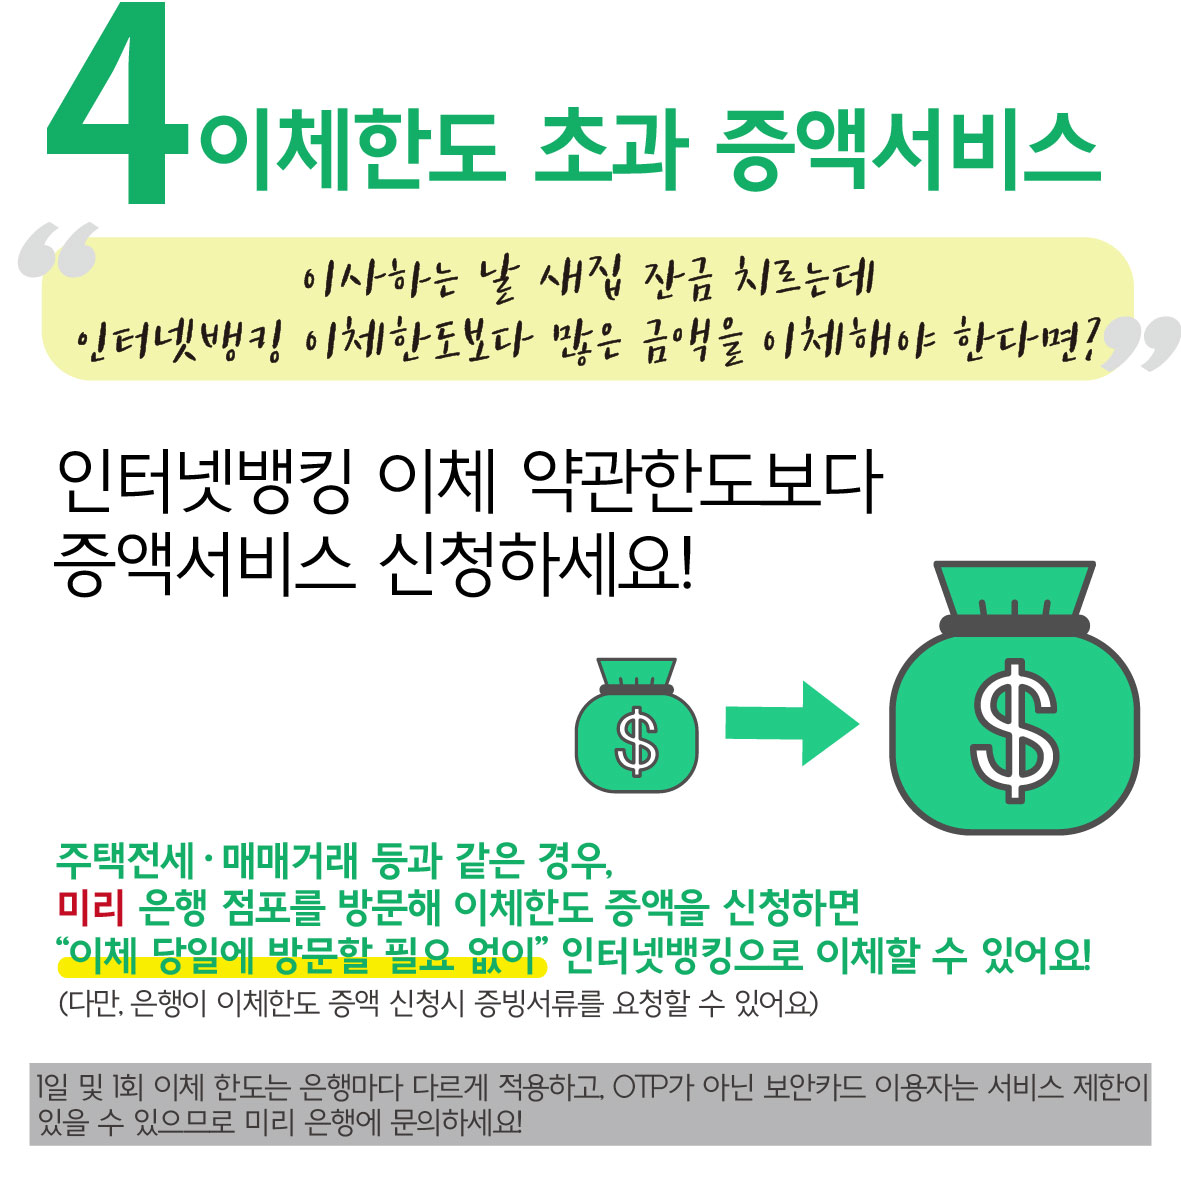 4 이체한도 초과 증액서비스
“이사하는 날 새집 잔금 치르는데
인터넷뱅킹 이체한도보다 많은 금액을 이체해야 한다면?”
인터넷뱅킹 이체 약관한도보다
증액서비스 신청하세요!
$ $
주택전세·매매거래 등과 같은 경우,
미리 은행 점포를 방문해 이체한도 증액을 신청하면
“이체 당일에 방문할 필요 없이” 인터넷뱅킹으로 이체할 수 있어요!
(다만, 은행이 이체한도 증액 신청시 증빙서류를 요청할 수 있어요)
1일 및 1회 이체 한도는 은행마다 다르게 적용하고, OTP가 아닌 보안카드 이용자는 서비스 제한이
있을 수 있으므로 미리 은행에 문의하세요!